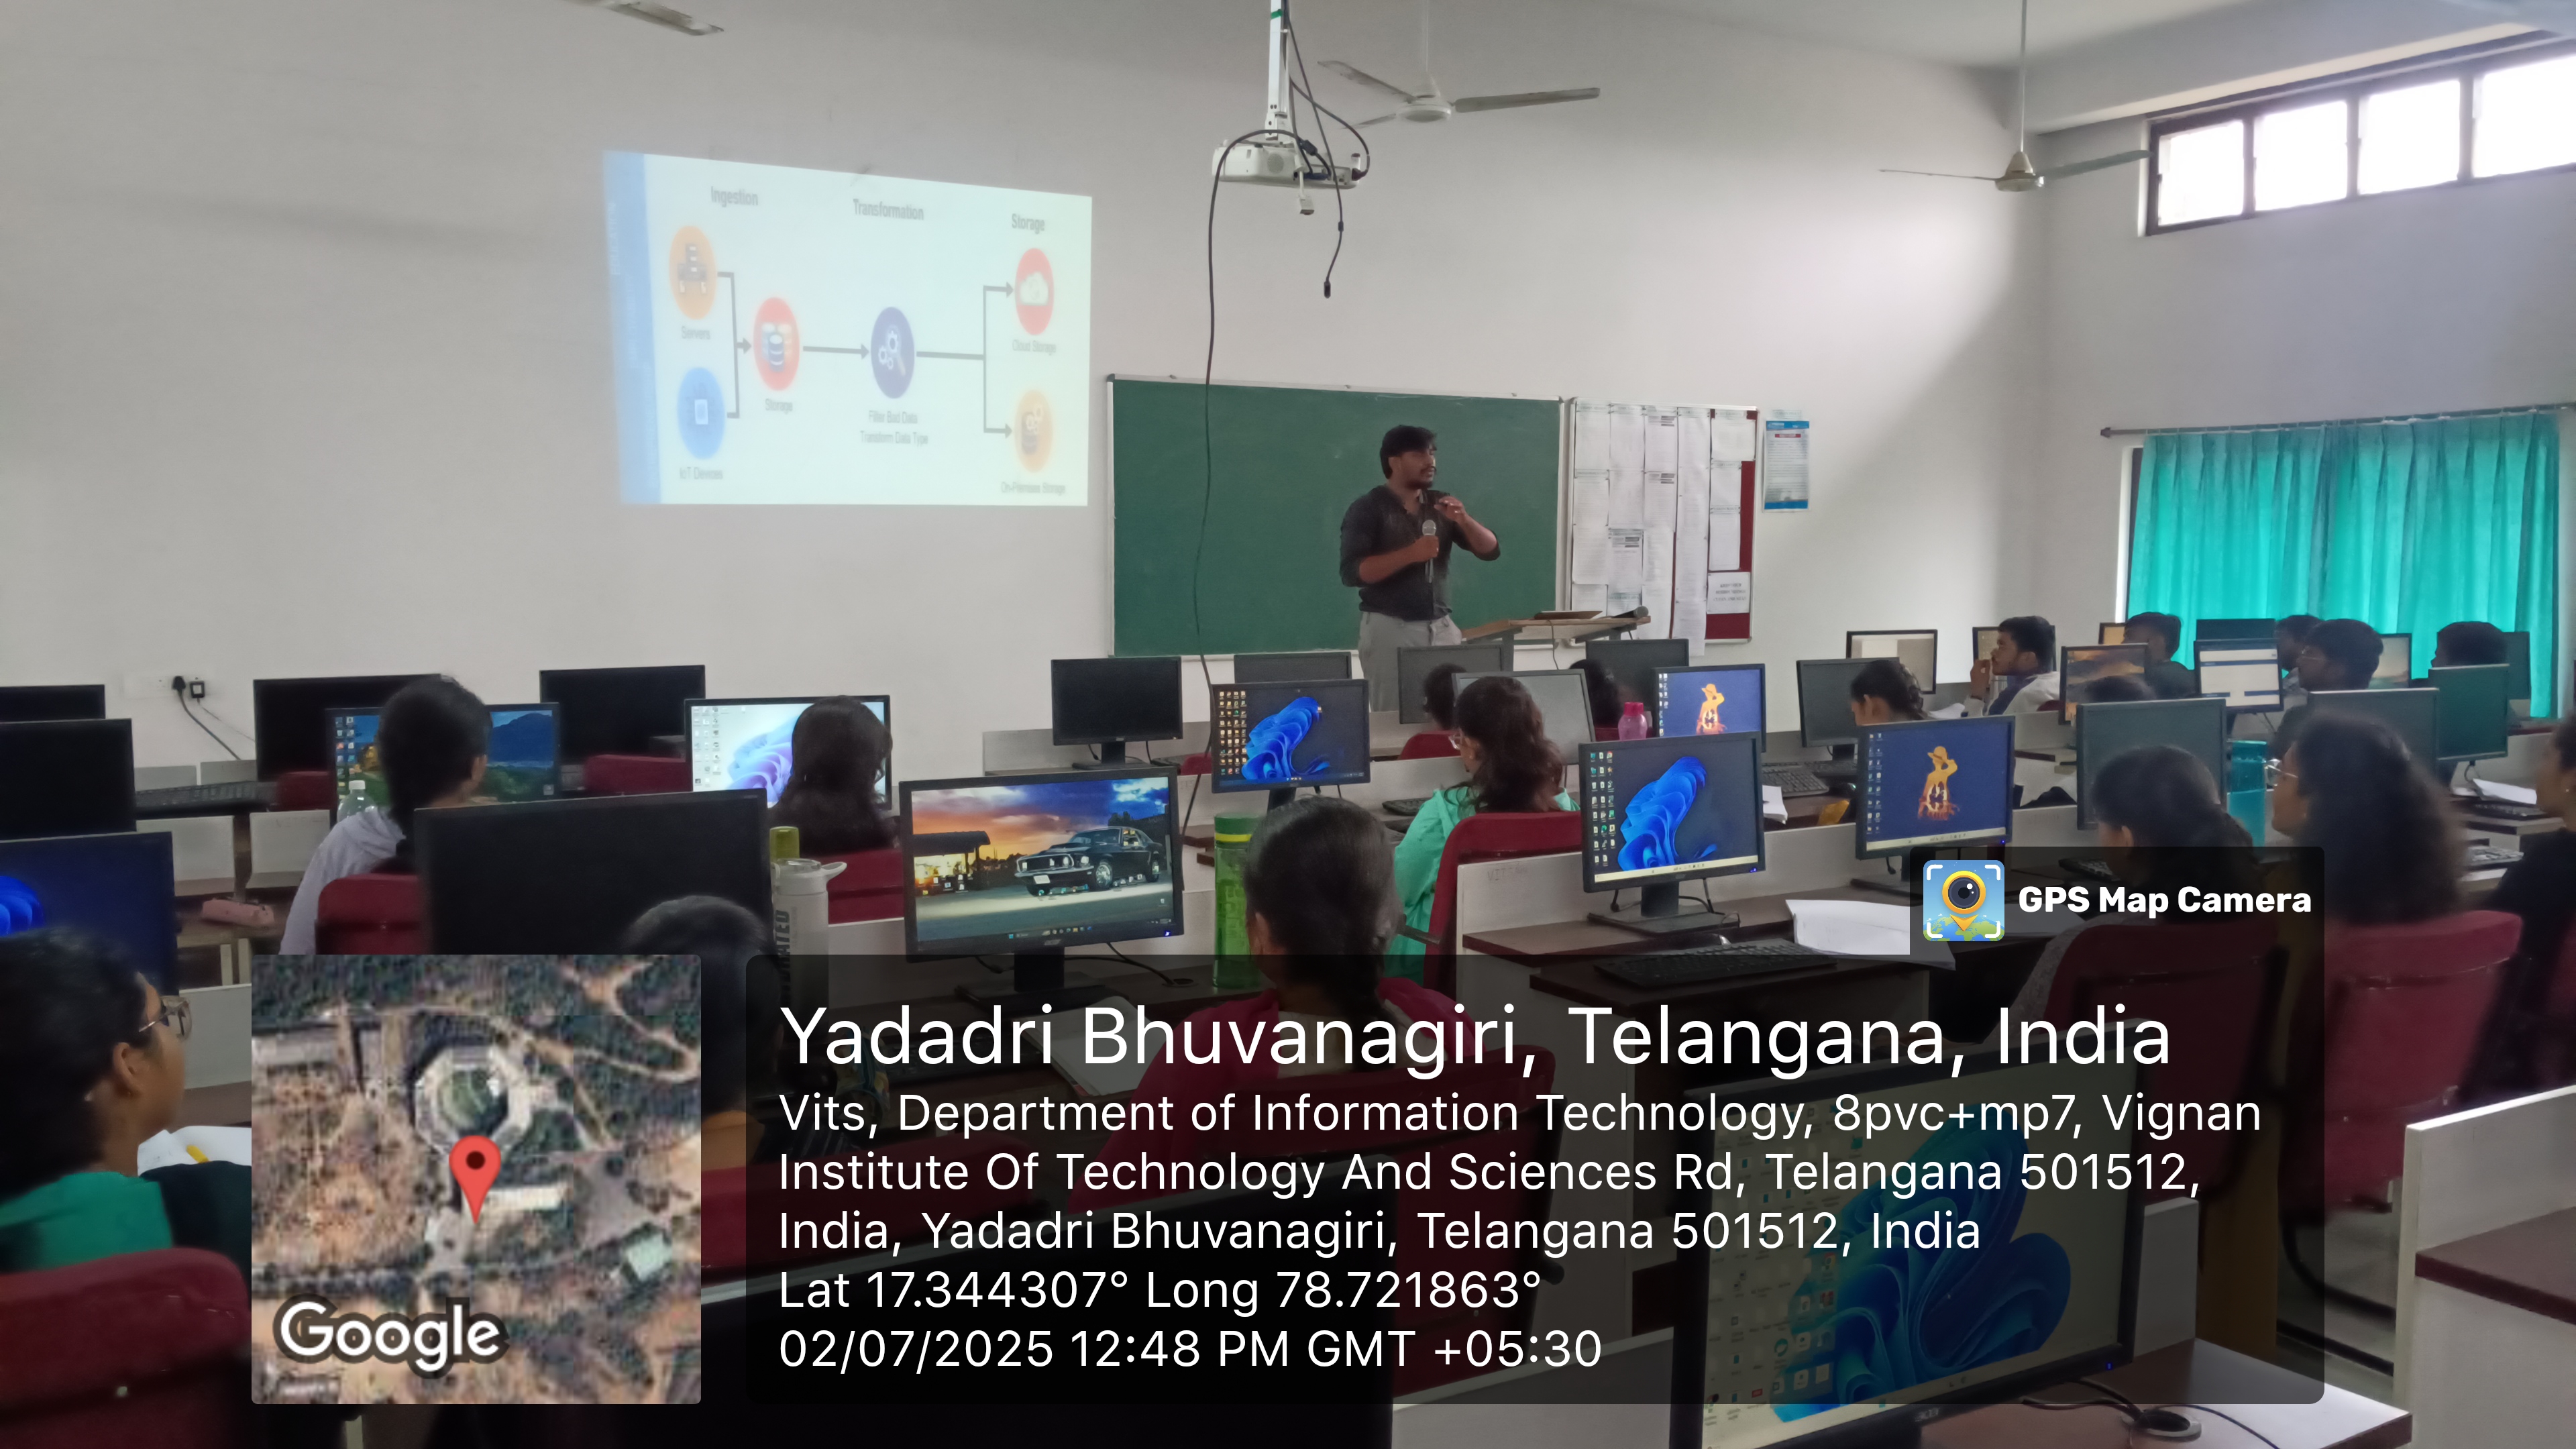 Ingestion
Transformation
Storage
Servers
Cloud Storage
Storage
Filter Bad Data
Transform Data Type
IoT Devices
On-Premises Storage
GPS Map Camera
Yadadri Bhuvanagiri, Telangana, India
Vits, Department of Information Technology, 8pvc+mp7, Vignan
Institute Of Technology And Sciences Rd, Telangana 501512,
India, Yadadri Bhuvanagiri, Telangana 501512, India
Lat 17.344307° Long 78.721863°
02/07/2025 12:48 PM GMT +05:30
Google